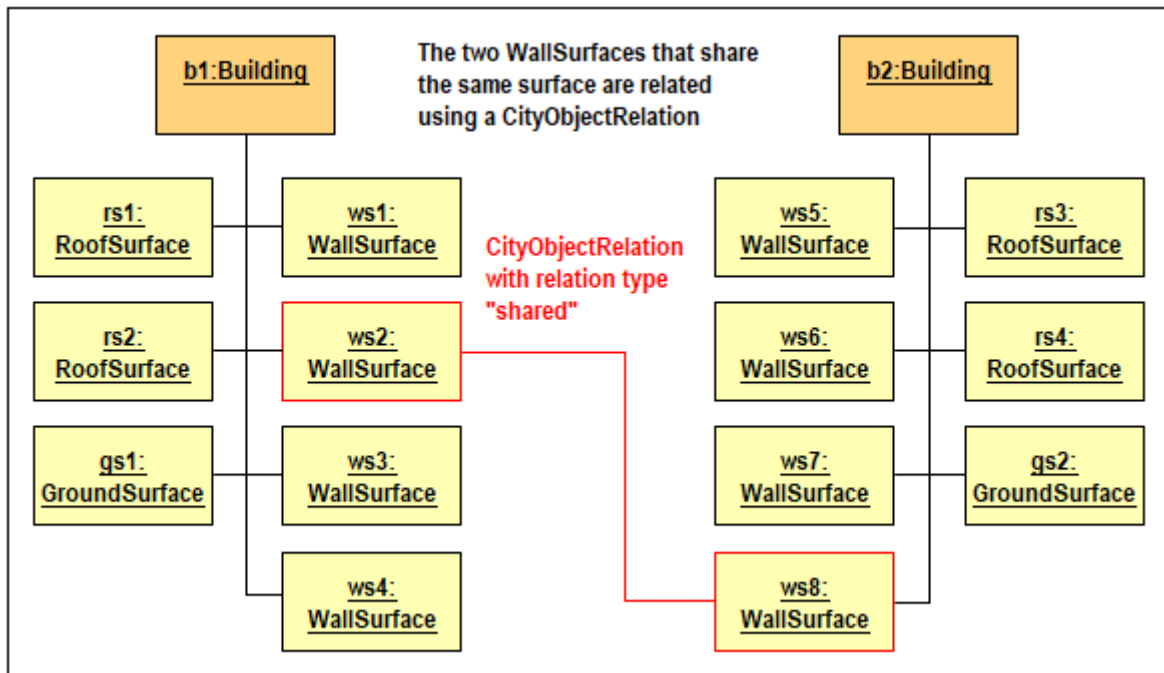 b1:Building
The two WallSurfaces that share
the same surface are related
using a CityObjectRelation
b2:Building
rs1:
RoofSurface
ws1:
WallSurface
ws5:
WallSurface
rs3:
RoofSurface
CityObjectRelation
with relation type
"shared"
rs2:
RoofSurface
ws2:
WallSurface
ws6:
WallSurface
rs4:
RoofSurface
gs1:
GroundSurface
ws3:
WallSurface
ws7:
WallSurface
gs2:
GroundSurface
ws4:
WallSurface
ws8:
WallSurface